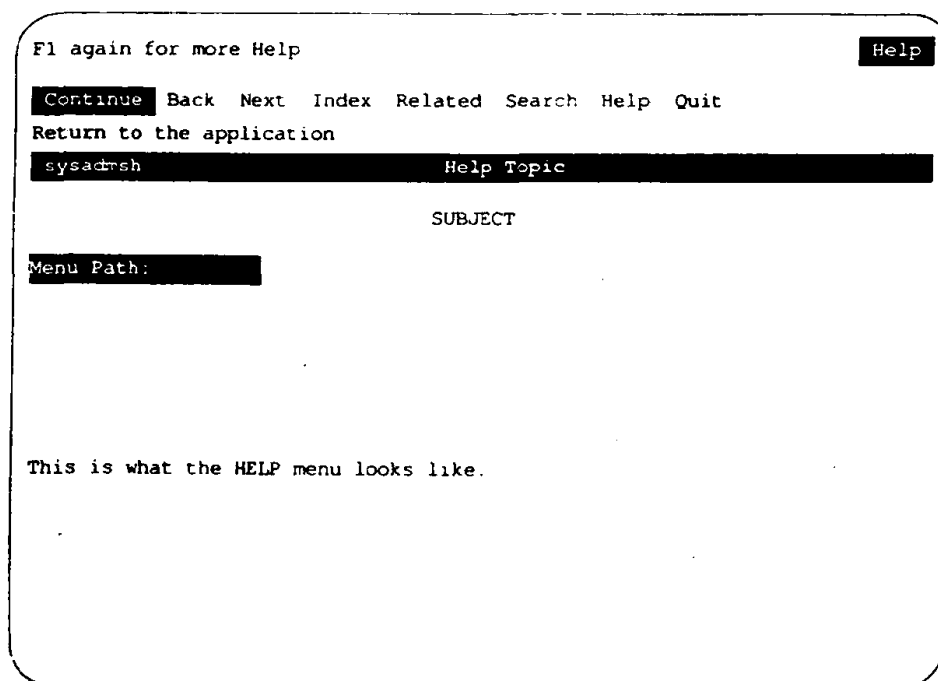 F1 again for more Help Help
Continue Back Next Index Related Search Help Quit
Return to the application
sysadmsh Help Topic
SUBJECT
Menu Path:
This is what the HELP menu looks like.